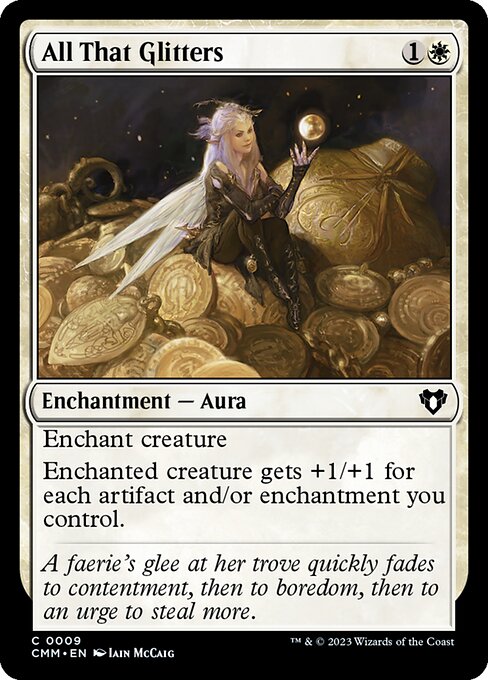 All That Glitters 1
Enchantment — Aura
Enchant creature
Enchanted creature gets +1/+1 for
each artifact and/or enchantment you
control.
A faerie's glee at her trove quickly fades
to contentment, then to boredom, then to
an urge to steal more.
C 0009
™ & © 2023 Wizards of the Coast
CMM • EN Iain McCaig